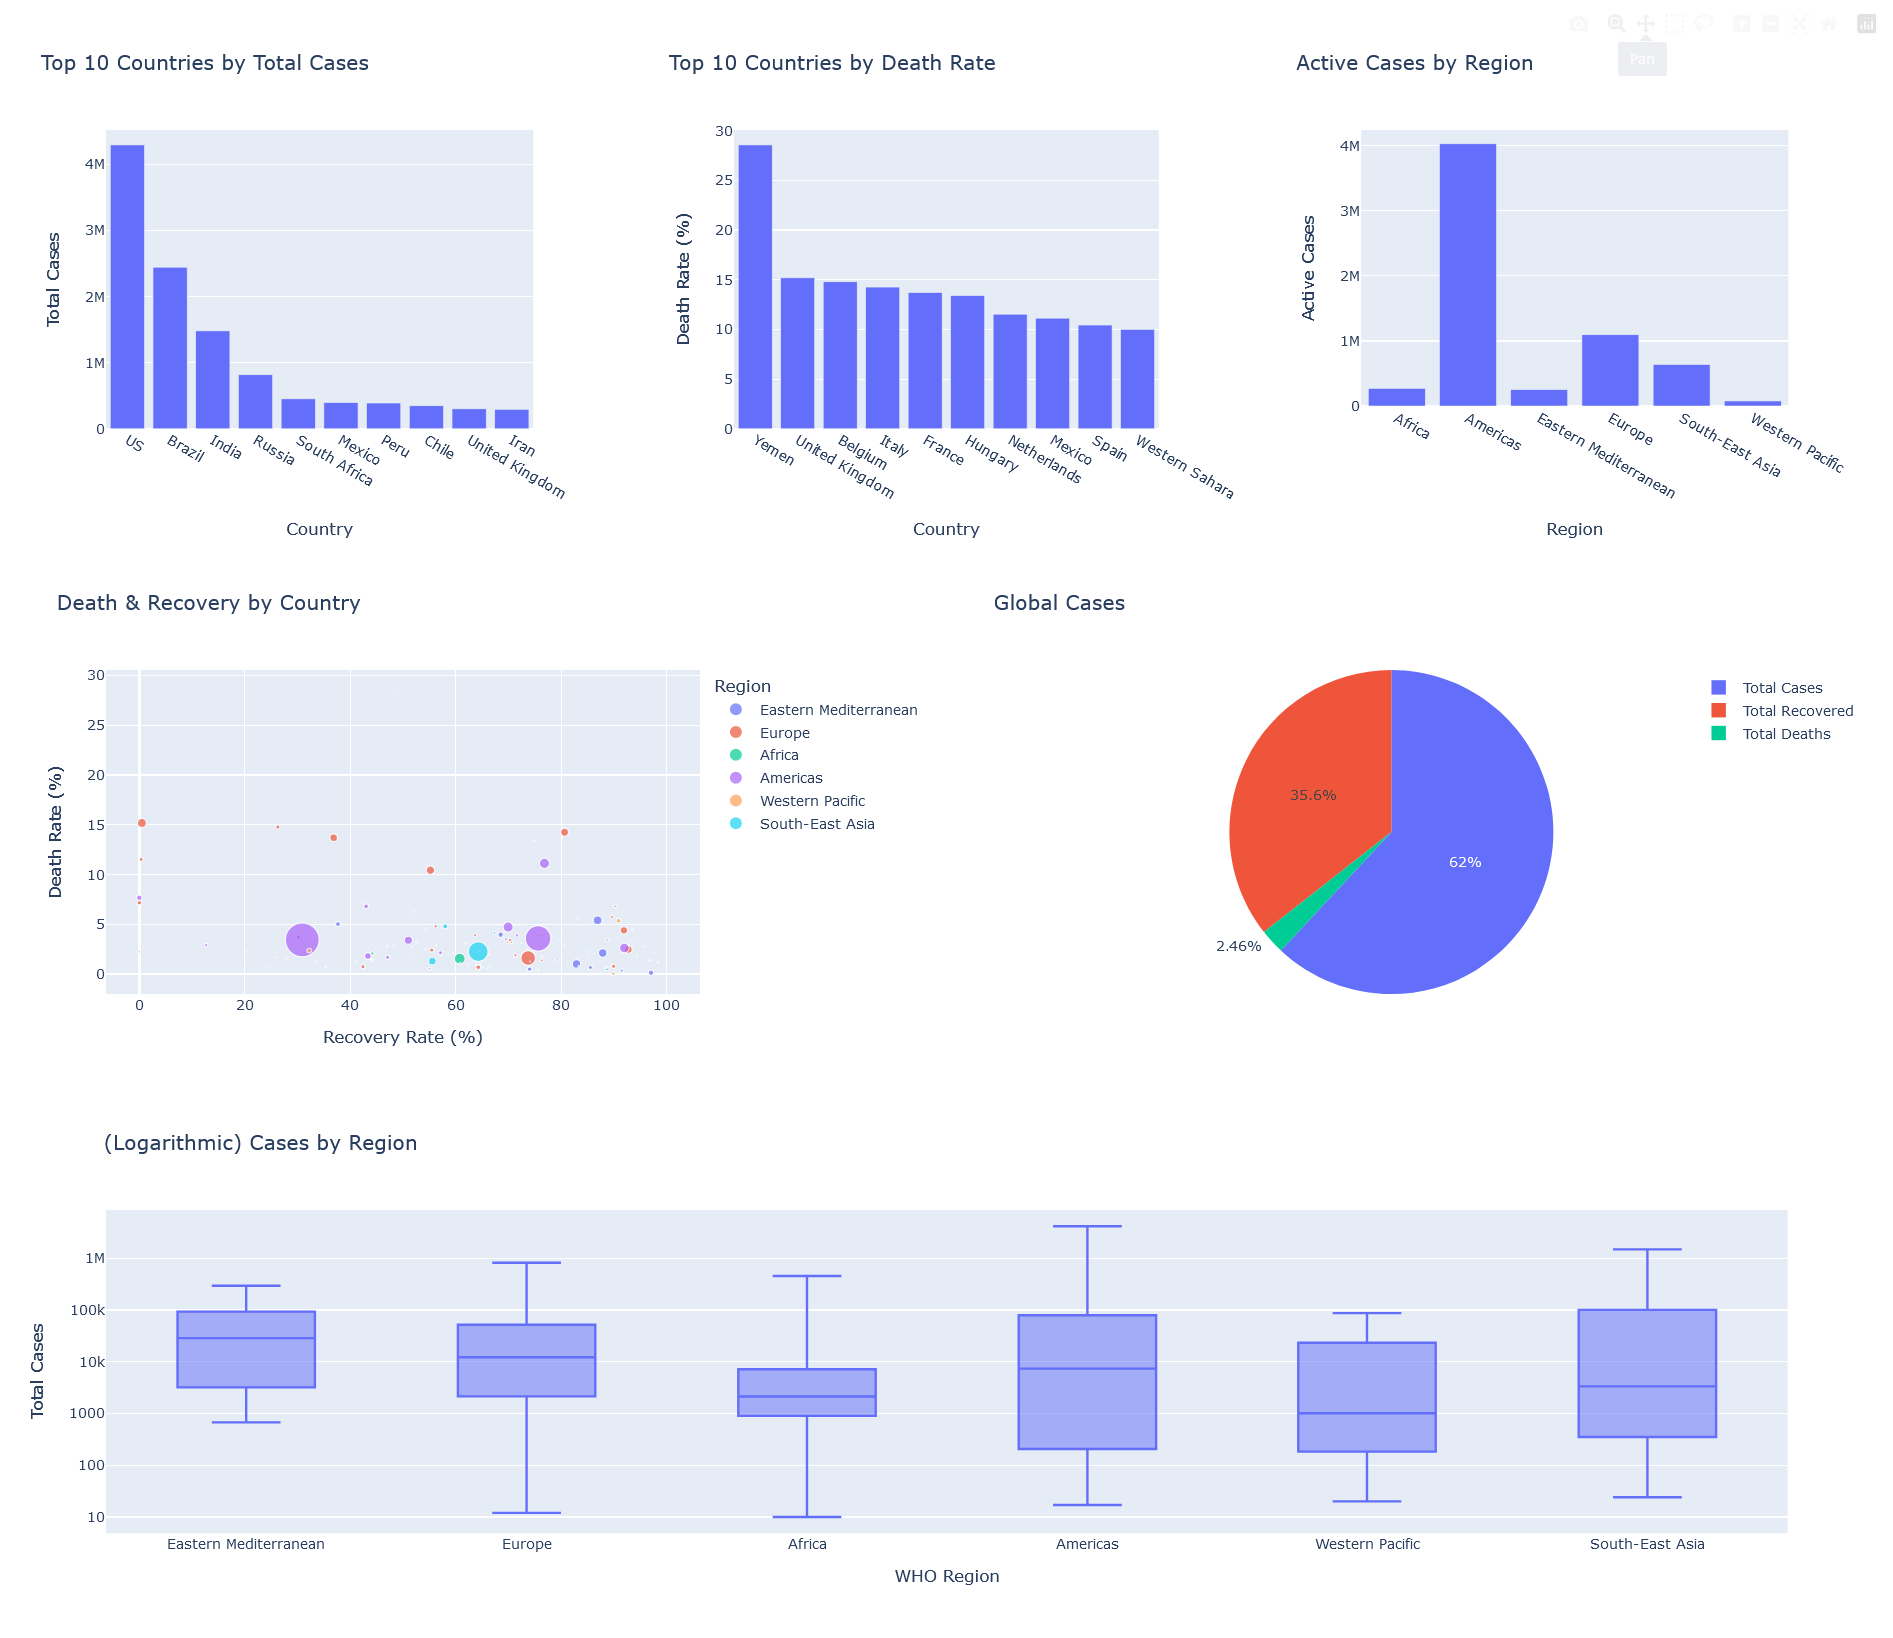 Pan
Top 10 Countries by Total Cases
4M
3M
2M
1M
0
Total Cases
US
Brazil
India
Russia
South Africa
Mexico
Peru
Chile
United Kingdom
Iran
Country
Top 10 Countries by Death Rate
30
25
20
15
10
5
0
Death Rate (%)
Yemen
United Kingdom
Belgium
Italy
France
Hungary
Netherlands
Mexico
Spain
Western Sahara
Country
Active Cases by Region
4M
3M
2M
1M
0
Active Cases
Africa
Americas
Eastern Mediterranean
Europe
South-East Asia
Western Pacific
Region
Death & Recovery by Country
30
25
20
15
10
5
0
Death Rate (%)
0
20
40
60
80
100
Recovery Rate (%)
Region
Eastern Mediterranean
Europe
Africa
Americas
Western Pacific
South-East Asia
Global Cases
35.6%
62%
2.46%
Total Cases
Total Recovered
Total Deaths
(Logarithmic) Cases by Region
1M
100k
10k
1000
100
10
Total Cases
Eastern Mediterranean
Europe
Africa
Americas
Western Pacific
South-East Asia
WHO Region